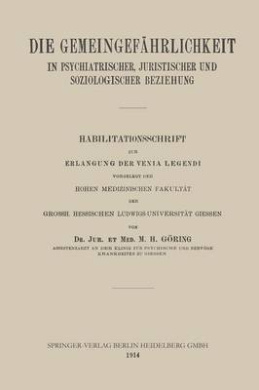 DIE GEMEINGEFÄHRLICHKEIT
IN PSYCHIATRISCHER, JURISTISCHER UND
SOZIOLOGISCHER BEZIEHUNG
HABILITATIONSSCHRIFT
ZUR
ERLANGUNG DER VENIA LEGENDI
VORGELEGT DER
HOHEN MEDIZINISCHEN FAKULTÄT
DER
GROSSH. HESSISCHEN LUDWIGS-UNIVERSITÄT GIESSEN
VON
DR. JUR. ET MED. M. H. GÖRING
ASSISTENZARZT AN DER KLINIK FÜR PSYCHISCHE UND NERVÖSE
KRANKHEITEN ZU GIESSEN
SPRINGER-VERLAG BERLIN HEIDELBERG GMBH
1914